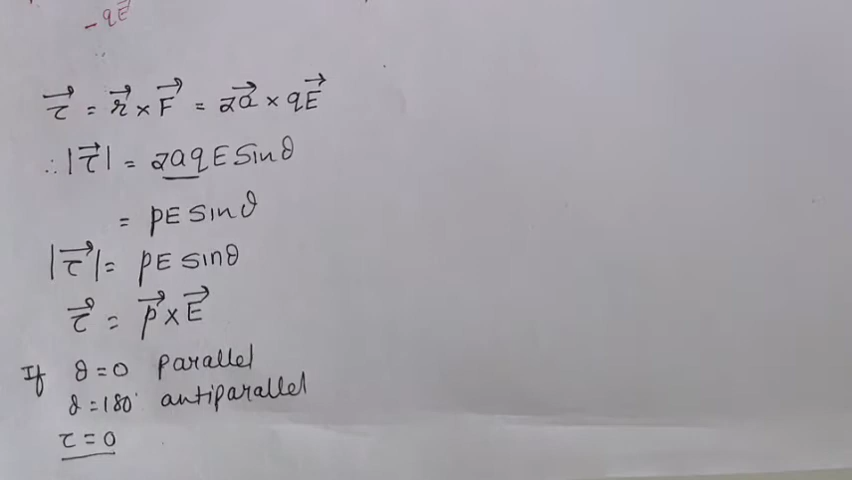 -qE⃗
τ⃗ = r⃗ × F⃗ = 2a⃗ × qE⃗
∴ |τ⃗| = 2aqE Sinθ
= pE Sinθ
|τ⃗| = pE Sinθ
τ⃗ = p⃗ × E⃗
If θ = 0 parallel
θ = 180° antiparallel
τ = 0